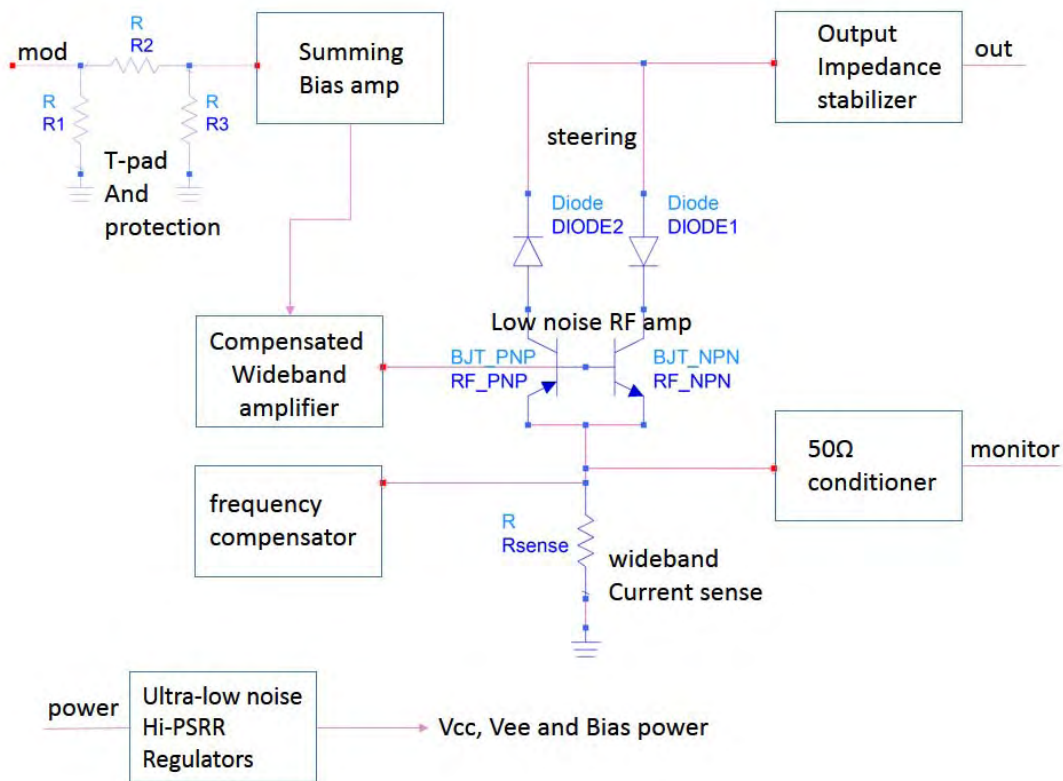 mod
R
R2
R
R1
R
R3
T-pad
And
protection
Summing
Bias amp
Output
Impedance
stabilizer
out
steering
Diode
DIODE2
Diode
DIODE1
Low noise RF amp
BJT_PNP
RF_PNP
BJT_NPN
RF_NPN
Compensated
Wideband
amplifier
frequency
compensator
50Ω
conditioner
monitor
R
Rsense
wideband
Current sense
power
Ultra-low noise
Hi-PSRR
Regulators
Vcc, Vee and Bias power